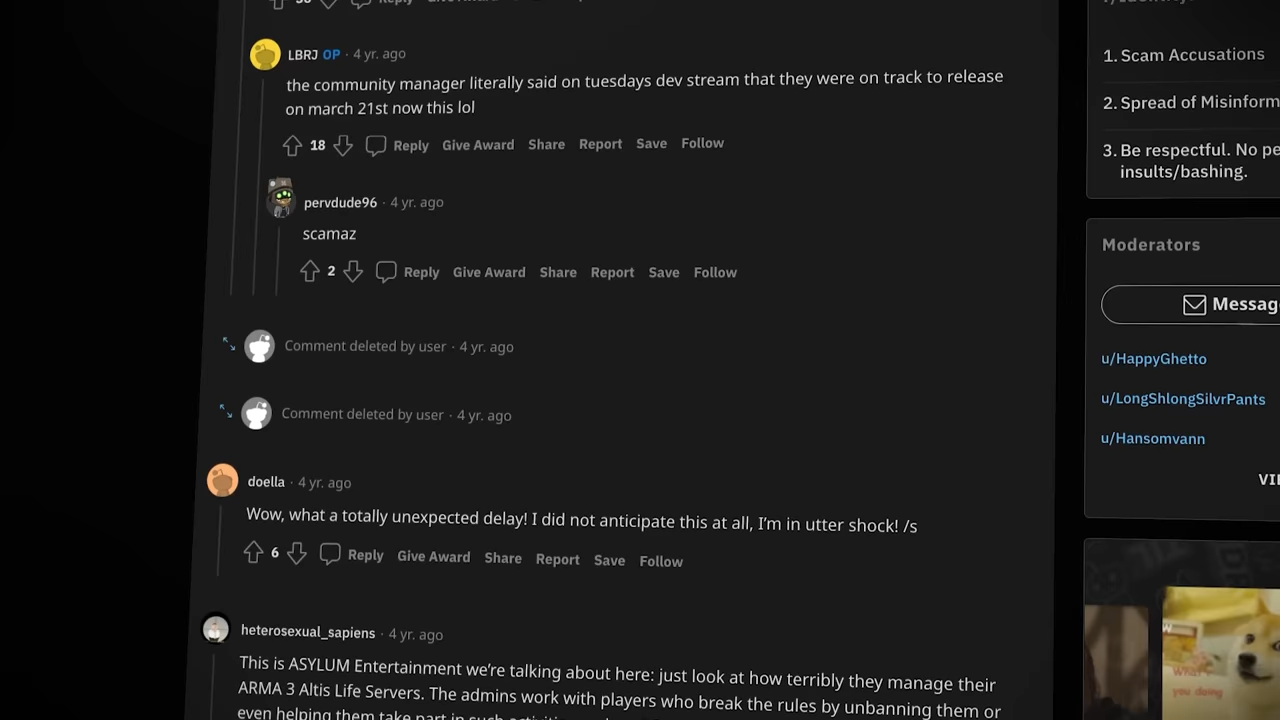 Reply
LBRJ OP · 4 yr. ago
the community manager literally said on tuesdays dev stream that they were on track to release
on march 21st now this lol
18 Reply Give Award Share Report Save Follow
pervdude96 · 4 yr. ago
scamaz
2 Reply Give Award Share Report Save Follow
Comment deleted by user · 4 yr. ago
Comment deleted by user · 4 yr. ago
doella · 4 yr. ago
Wow, what a totally unexpected delay! I did not anticipate this at all, I'm in utter shock! /s
6 Reply Give Award Share Report Save Follow
heterosexual_sapiens · 4 yr. ago
This is ASYLUM Entertainment we're talking about here: just look at how terribly they manage their
ARMA 3 Altis Life Servers. The admins work with players who break the rules by unbanning them or
even helping them take part in such
1. Scam Accusations
2. Spread of Misinform
3. Be respectful. No pe
insults/bashing.
Moderators
Messag
u/HappyGhetto
u/LongShlongSilvrPants
u/Hansomvann
VIE
What
you doing